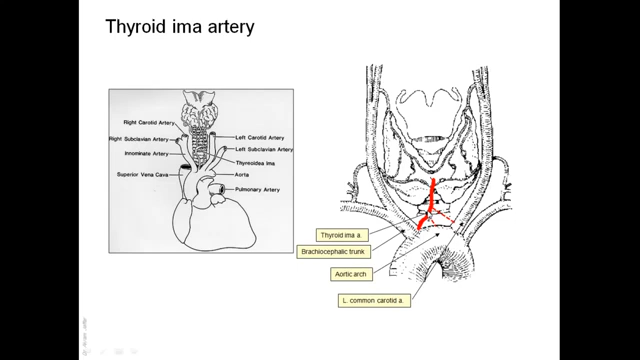 Thyroid ima artery
Right Carotid Artery
Right Subclavian Artery
Innominate Artery
Superior Vena Cava
Left Carotid Artery
Left Subclavian Artery
Thyreoidea Ima
Aorta
Pulmonary Artery
Thyroid ima a.
Brachiocephalic trunk
Aortic arch
L. common carotid a.